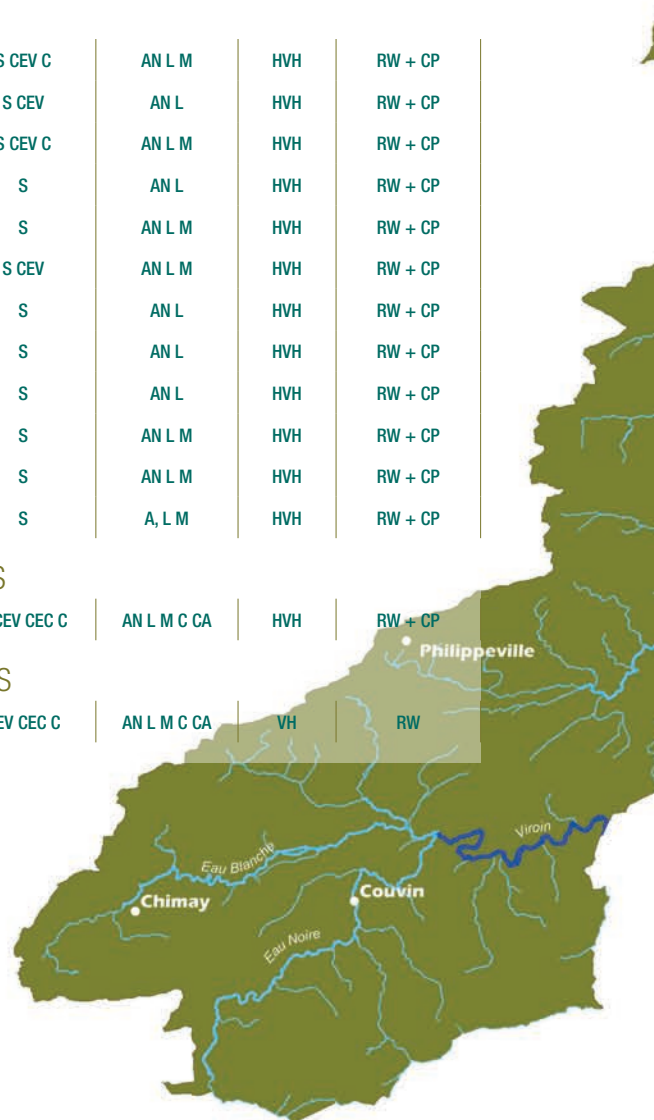 S CEV C AN L M HVH RW + CP
S CEV AN L HVH RW + CP
S CEV C AN L M HVH RW + CP
S AN L HVH RW + CP
S AN L M HVH RW + CP
S CEV AN L M HVH RW + CP
S AN L HVH RW + CP
S AN L HVH RW + CP
S AN L HVH RW + CP
S AN L M HVH RW + CP
S AN L M HVH RW + CP
S A, L M HVH RW + CP
S
CEV CEC C AN L M C CA HVH RW + CP
Philippeville
S
EV CEC C AN L M C CA VH RW
Viroin
Eau Blanche
Chimay
Couvin
Eau Noire